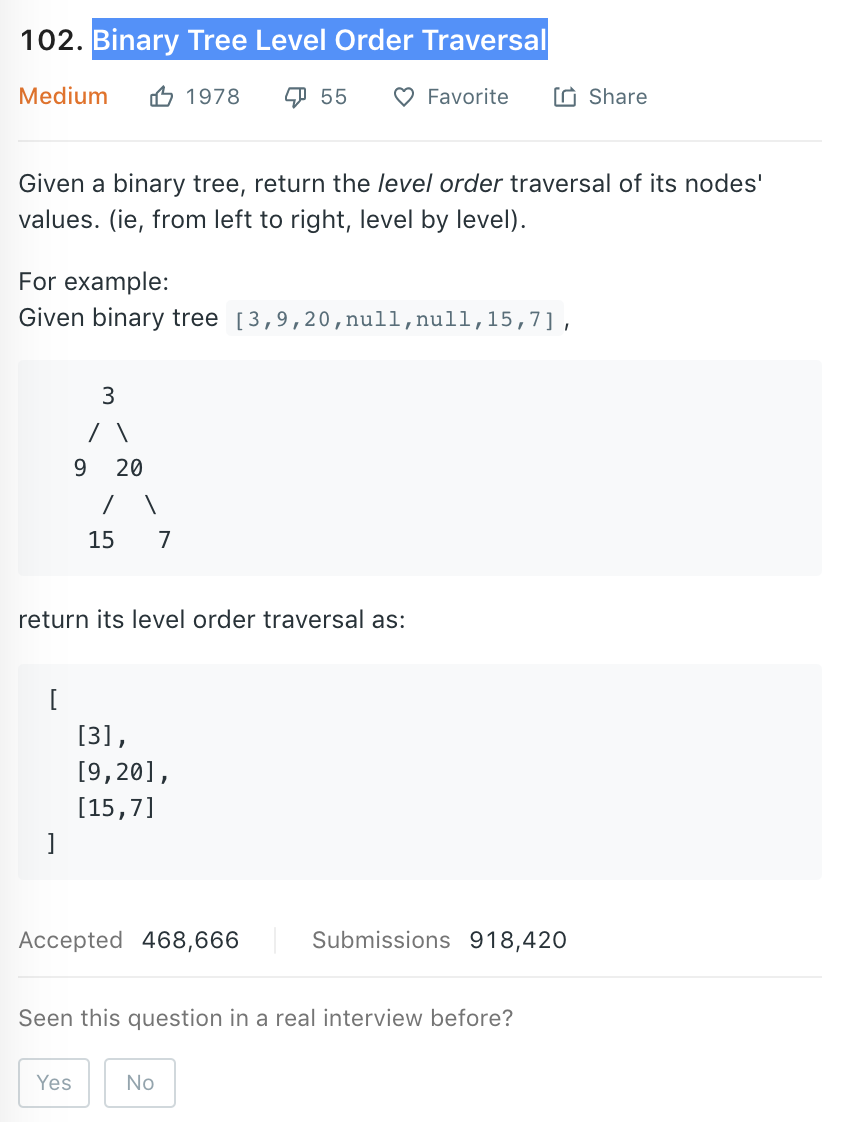 102. Binary Tree Level Order Traversal
Medium 1978 55 Favorite Share
Given a binary tree, return the level order traversal of its nodes'
values. (ie, from left to right, level by level).
For example:
Given binary tree [3,9,20,null,null,15,7],
3
/ \
9 20
/ \
15 7
return its level order traversal as:
[
[3],
[9,20],
[15,7]
]
Accepted 468,666 Submissions 918,420
Seen this question in a real interview before?
Yes No